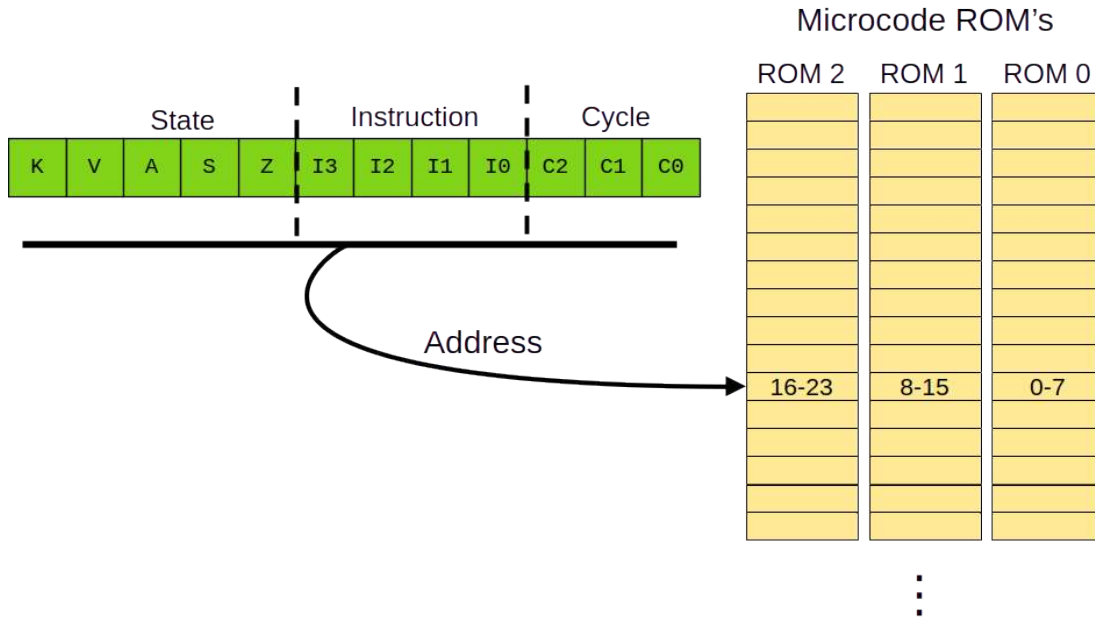 Microcode ROM's
ROM 2 ROM 1 ROM 0
State Instruction Cycle
K V A S Z I3 I2 I1 I0 C2 C1 C0
Address
16-23 8-15 0-7